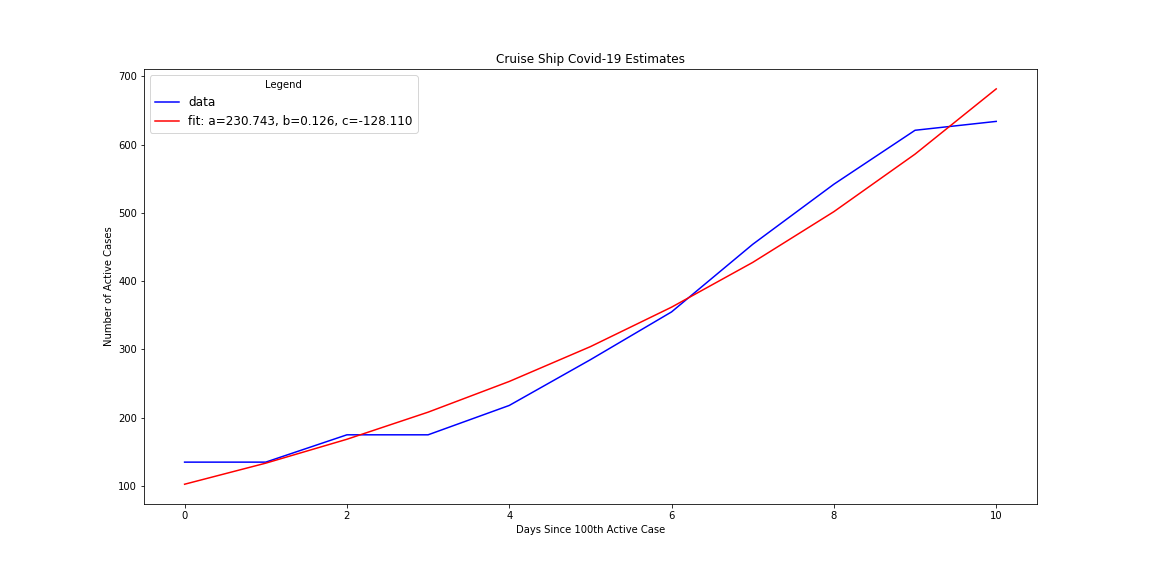 Cruise Ship Covid-19 Estimates
Legend
data
fit: a=230.743, b=0.126, c=-128.110
Number of Active Cases
700
600
500
400
300
200
100
0 2 4 6 8 10
Days Since 100th Active Case